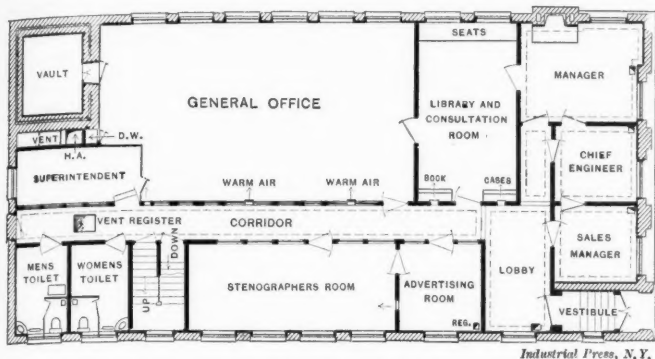 SEATS
VAULT
MANAGER
GENERAL OFFICE
LIBRARY AND
CONSULTATION
ROOM
VENT
D.W.
H.A.
SUPERINTENDENT
CHIEF
ENGINEER
BOOK
CASES
WARM AIR
WARM AIR
VENT REGISTER
CORRIDOR
DOWN
SALES
MANAGER
MENS
TOILET
WOMENS
TOILET
LOBBY
UP
STENOGRAPHERS ROOM
ADVERTISING
ROOM
REG.
VESTIBULE
Industrial Press, N.Y.